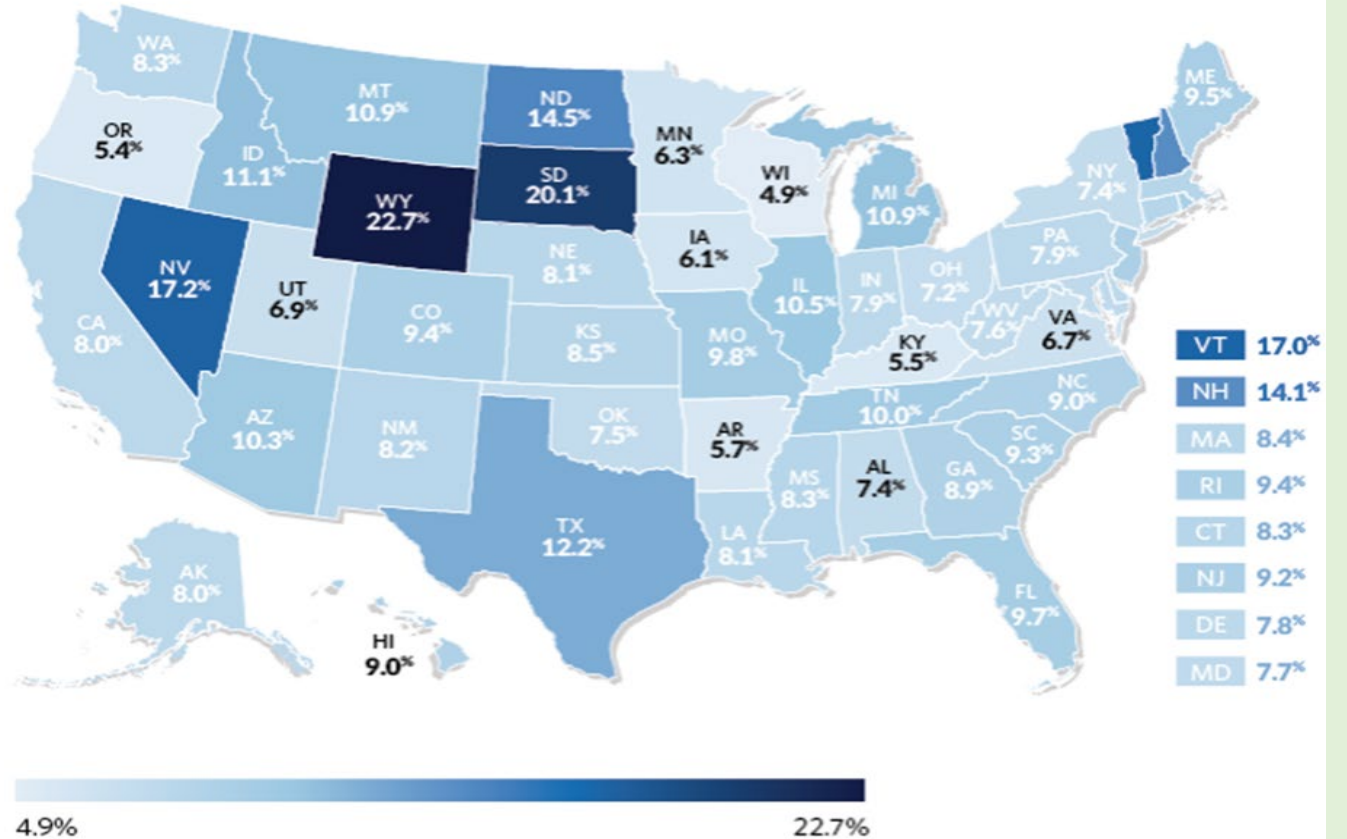 WA
8.3%
OR
5.4%
CA
8.0%
NV
17.2%
ID
11.1%
MT
10.9%
WY
22.7%
UT
6.9%
AZ
10.3%
CO
9.4%
NM
8.2%
ND
14.5%
SD
20.1%
NE
8.1%
KS
8.5%
OK
7.5%
TX
12.2%
MN
6.3%
IA
6.1%
MO
9.8%
AR
5.7%
LA
8.1%
WI
4.9%
IL
10.5%
MI
10.9%
IN
7.9%
OH
7.2%
KY
5.5%
TN
10.0%
MS
8.3%
AL
7.4%
GA
8.9%
FL
9.7%
SC
9.3%
NC
9.0%
VA
6.7%
WV
7.6%
PA
7.9%
NY
7.4%
ME
9.5%
AK
8.0%
HI
9.0%
VT 17.0%
NH 14.1%
MA 8.4%
RI 9.4%
CT 8.3%
NJ 9.2%
DE 7.8%
MD 7.7%
4.9% 22.7%